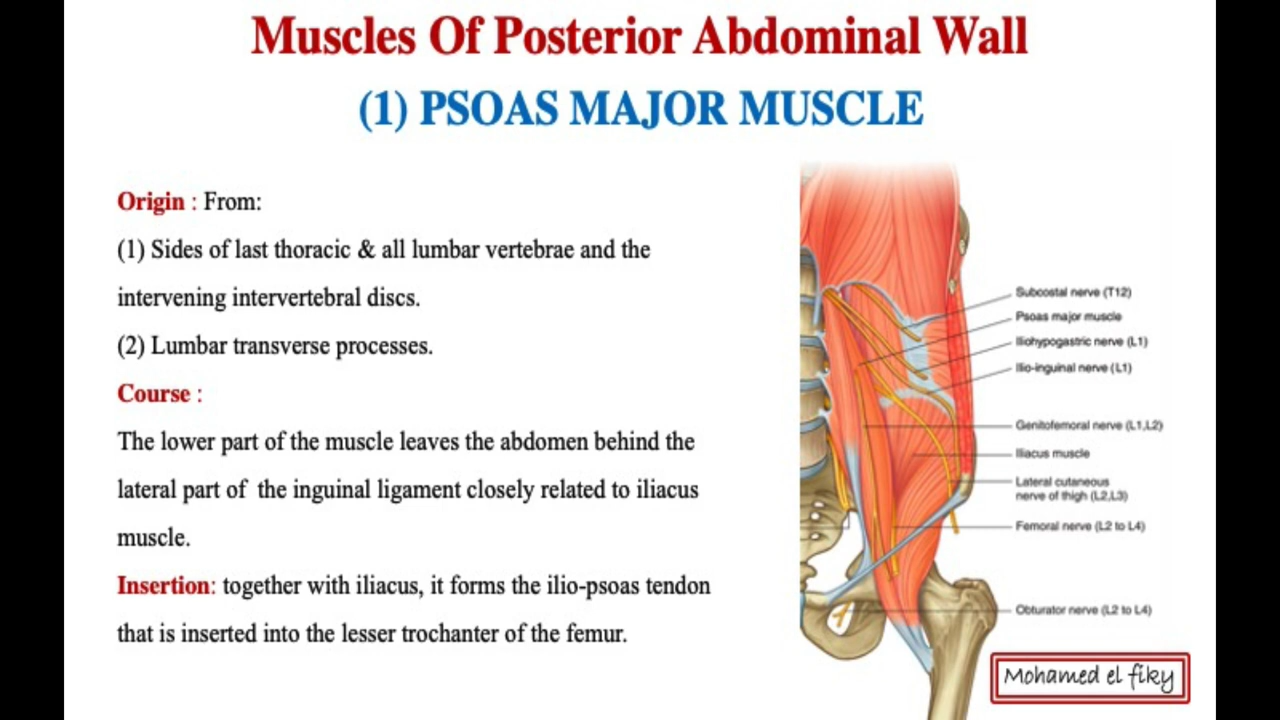 Muscles Of Posterior Abdominal Wall
(1) PSOAS MAJOR MUSCLE
Origin : From:
(1) Sides of last thoracic & all lumbar vertebrae and the
intervening intervertebral discs.
(2) Lumbar transverse processes.
Course :
The lower part of the muscle leaves the abdomen behind the
lateral part of the inguinal ligament closely related to iliacus
muscle.
Insertion: together with iliacus, it forms the ilio-psoas tendon
that is inserted into the lesser trochanter of the femur.
Subcostal nerve (T12)
Psoas major muscle
Iliohypogastric nerve (L1)
Ilio-inguinal nerve (L1)
Genitofemoral nerve (L1,L2)
Iliacus muscle
Lateral cutaneous
nerve of thigh (L2,L3)
Femoral nerve (L2 to L4)
Obturator nerve (L2 to L4)
Mohamed el fiky